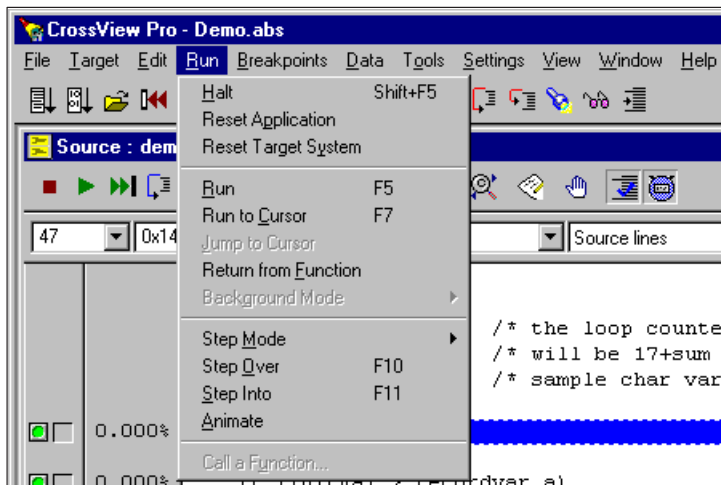 CrossView Pro - Demo.abs
File Target Edit Run Breakpoints Data Tools Settings View Window Help
Halt Shift+F5
Reset Application
Reset Target System
Source : dem
Run F5
Run to Cursor F7
47 0x14 Source lines
Jump to Cursor
Return from Function
Background Mode
/* the loop counte
Step Mode
/* will be 17+sum
Step Over F10
/* sample char var
Step Into F11
Animate
0.000%
Call a Function...
0.000%